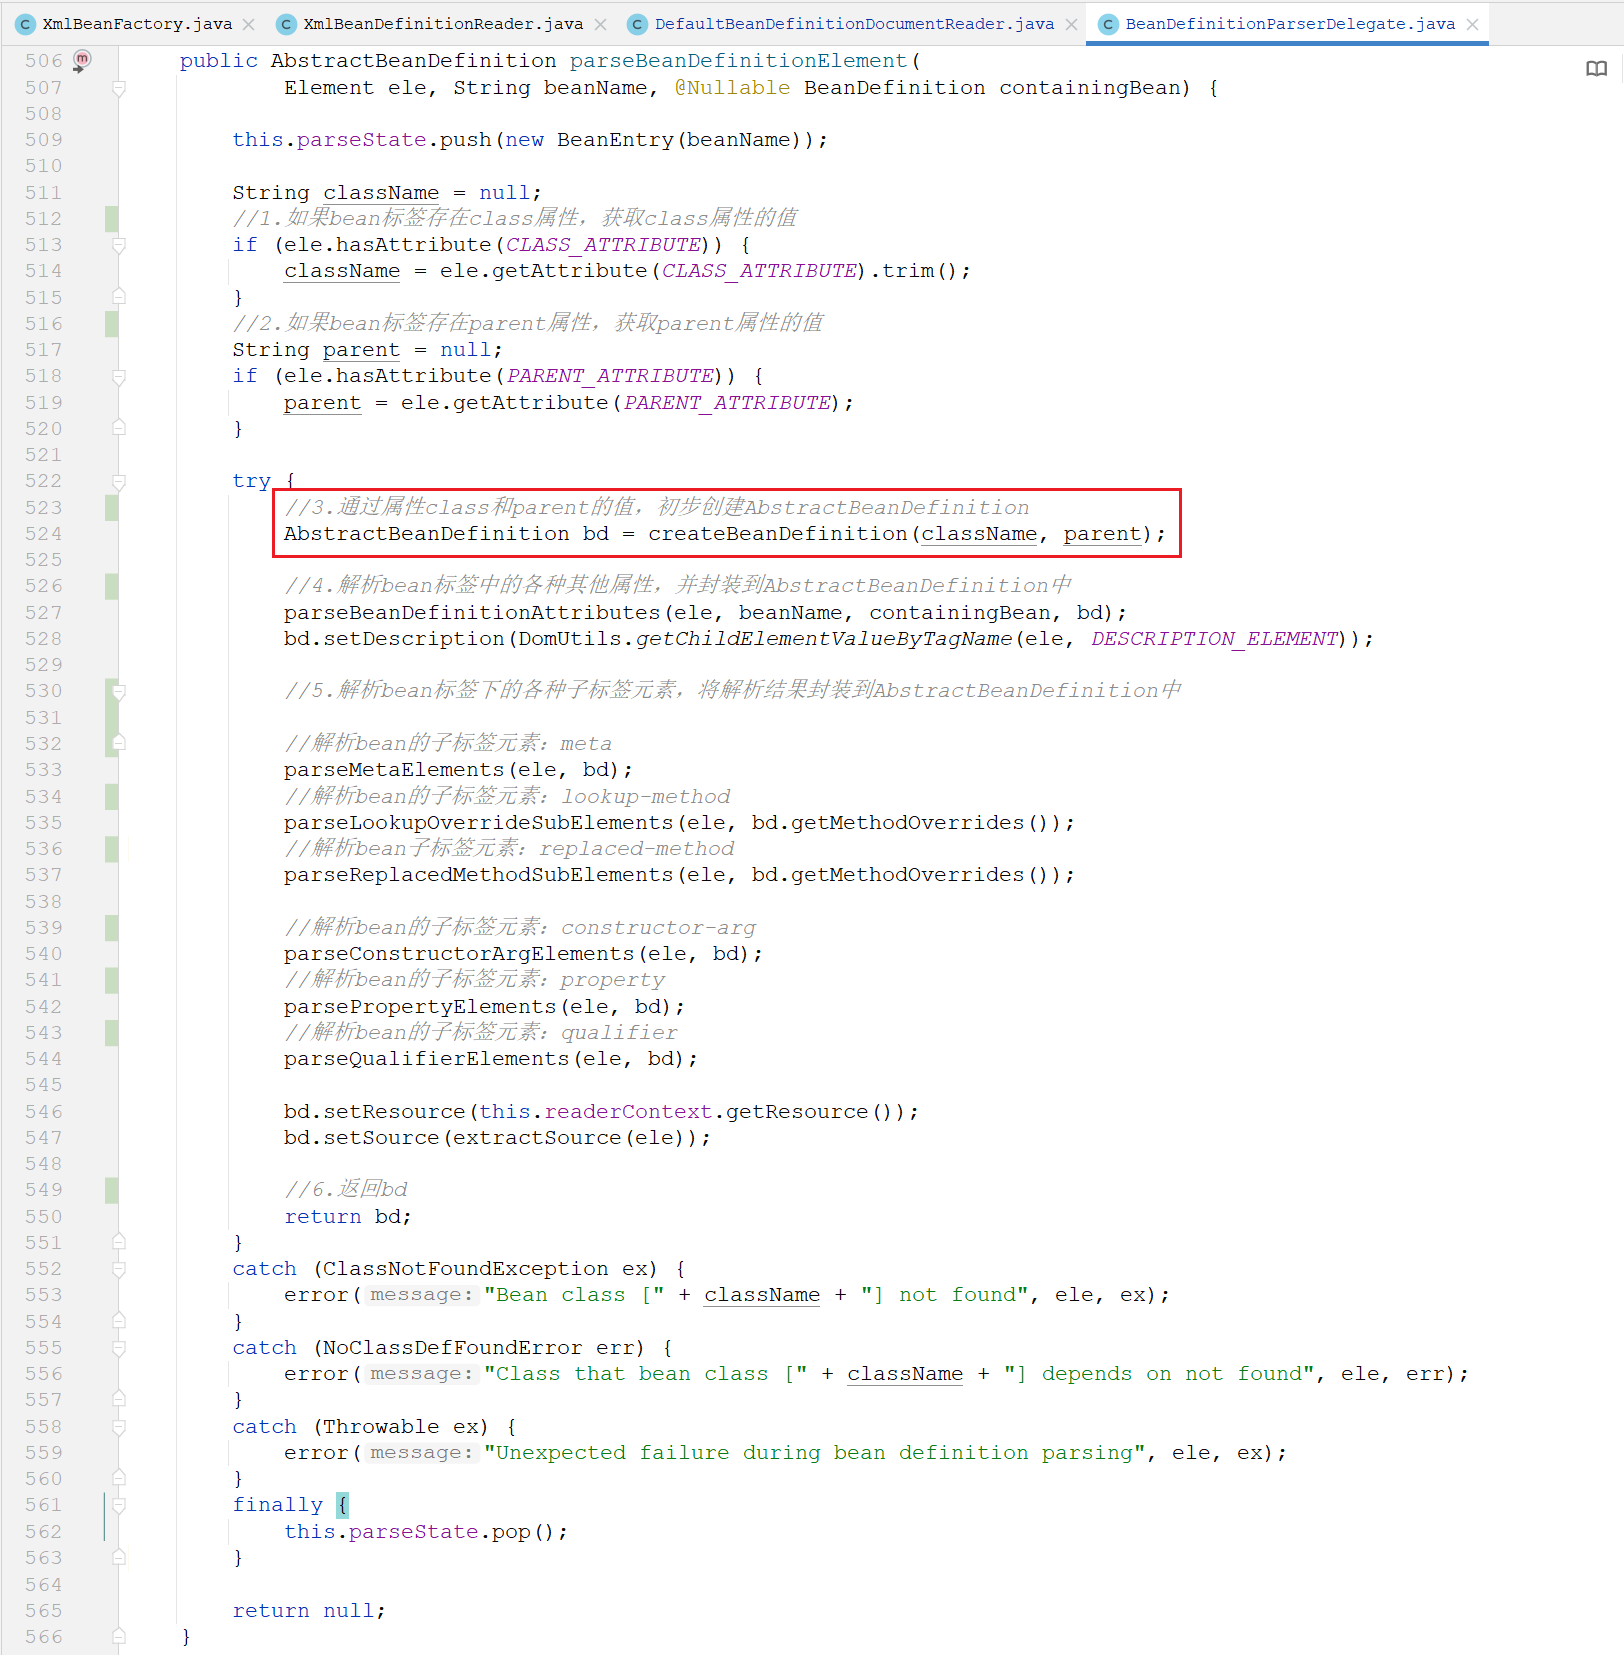 XmlBeanFactory.java XmlBeanDefinitionReader.java DefaultBeanDefinitionDocumentReader.java BeanDefinitionParserDelegate.java
506 public AbstractBeanDefinition parseBeanDefinitionElement(
507 Element ele, String beanName, @Nullable BeanDefinition containingBean) {
508
509 this.parseState.push(new BeanEntry(beanName));
510
511 String className = null;
512 //1.如果bean标签存在class属性，获取class属性的值
513 if (ele.hasAttribute(CLASS_ATTRIBUTE)) {
514 className = ele.getAttribute(CLASS_ATTRIBUTE).trim();
515 }
516 //2.如果bean标签存在parent属性，获取parent属性的值
517 String parent = null;
518 if (ele.hasAttribute(PARENT_ATTRIBUTE)) {
519 parent = ele.getAttribute(PARENT_ATTRIBUTE);
520 }
521
522 try {
523 //3.通过属性class和parent的值，初步创建AbstractBeanDefinition
524 AbstractBeanDefinition bd = createBeanDefinition(className, parent);
525
526 //4.解析bean标签中的各种其他属性，并封装到AbstractBeanDefinition中
527 parseBeanDefinitionAttributes(ele, beanName, containingBean, bd);
528 bd.setDescription(DomUtils.getChildElementValueByTagName(ele, DESCRIPTION_ELEMENT));
529
530 //5.解析bean标签下的各种子标签元素，将解析结果封装到AbstractBeanDefinition中
531
532 //解析bean的子标签元素：meta
533 parseMetaElements(ele, bd);
534 //解析bean的子标签元素：lookup-method
535 parseLookupOverrideSubElements(ele, bd.getMethodOverrides());
536 //解析bean子标签元素：replaced-method
537 parseReplacedMethodSubElements(ele, bd.getMethodOverrides());
538
539 //解析bean的子标签元素：constructor-arg
540 parseConstructorArgElements(ele, bd);
541 //解析bean的子标签元素：property
542 parsePropertyElements(ele, bd);
543 //解析bean的子标签元素：qualifier
544 parseQualifierElements(ele, bd);
545
546 bd.setResource(this.readerContext.getResource());
547 bd.setSource(extractSource(ele));
548
549 //6.返回bd
550 return bd;
551 }
552 catch (ClassNotFoundException ex) {
553 error( message: "Bean class [" + className + "] not found", ele, ex);
554 }
555 catch (NoClassDefFoundError err) {
556 error( message: "Class that bean class [" + className + "] depends on not found", ele, err);
557 }
558 catch (Throwable ex) {
559 error( message: "Unexpected failure during bean definition parsing", ele, ex);
560 }
561 finally {
562 this.parseState.pop();
563 }
564
565 return null;
566 }